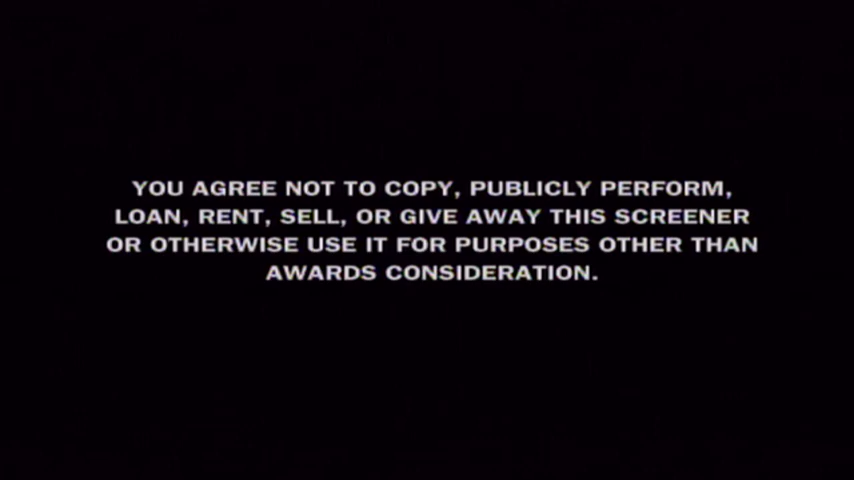 YOU AGREE NOT TO COPY, PUBLICLY PERFORM,
LOAN, RENT, SELL, OR GIVE AWAY THIS SCREENER
OR OTHERWISE USE IT FOR PURPOSES OTHER THAN
AWARDS CONSIDERATION.